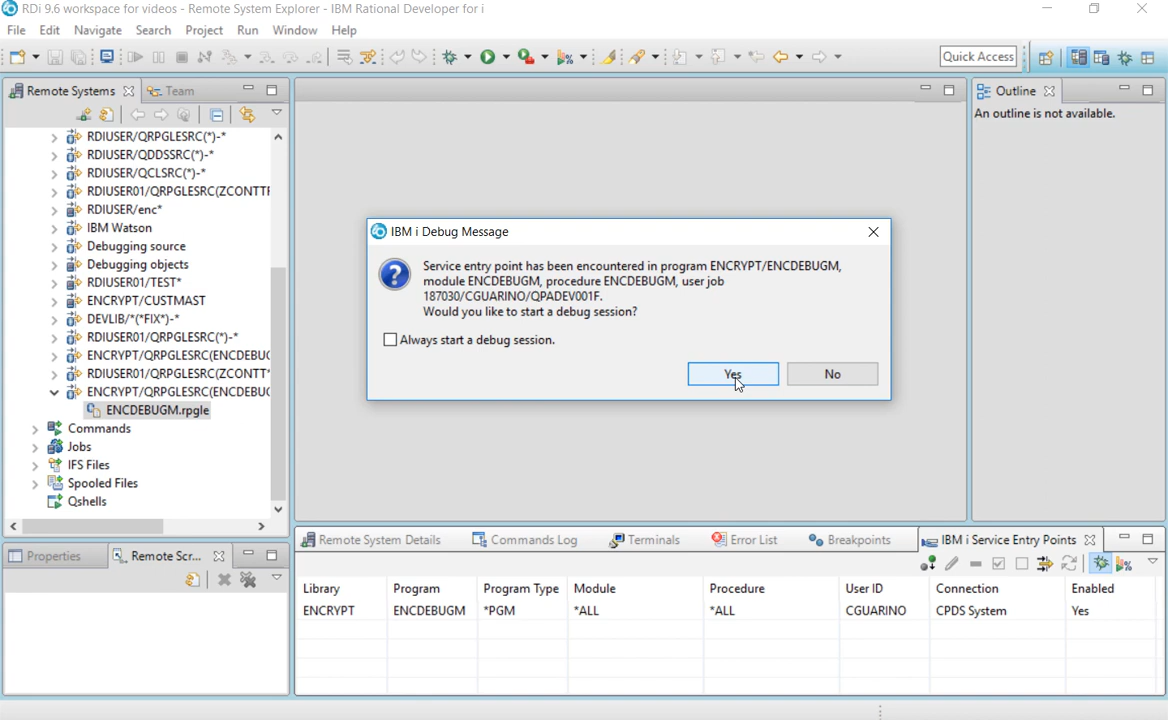 RDi 9.6 workspace for videos - Remote System Explorer - IBM Rational Developer for i
File Edit Navigate Search Project Run Window Help
Quick Access
Remote Systems
Team
Outline
An outline is not available.
RDIUSER/QRPGLESRC(*)-*
RDIUSER/QDDSSRC(*)-*
RDIUSER/QCLSRC(*)-*
RDIUSER01/QRPGLESRC(ZCONTTF
RDIUSER/enc*
IBM Watson
Debugging source
Debugging objects
RDIUSER01/TEST*
ENCRYPT/CUSTMAST
DEVLIB/*(*FIX*)-*
RDIUSER01/QRPGLESRC(*)-*
ENCRYPT/QRPGLESRC(ENCDEBUG
RDIUSER01/QRPGLESRC(ZCONTT*
ENCRYPT/QRPGLESRC(ENCDEBUG
ENCDEBUGM.rpgle
Commands
Jobs
IFS Files
Spooled Files
Qshells
IBM i Debug Message
Service entry point has been encountered in program ENCRYPT/ENCDEBUGM,
module ENCDEBUGM, procedure ENCDEBUGM, user job
187030/CGUARINO/QPADEV001F.
Would you like to start a debug session?
Always start a debug session.
Yes No
Properties
Remote Scr...
Remote System Details Commands Log Terminals Error List Breakpoints IBM i Service Entry Points
Library Program Program Type Module Procedure User ID Connection Enabled
ENCRYPT ENCDEBUGM *PGM *ALL *ALL CGUARINO CPDS System Yes